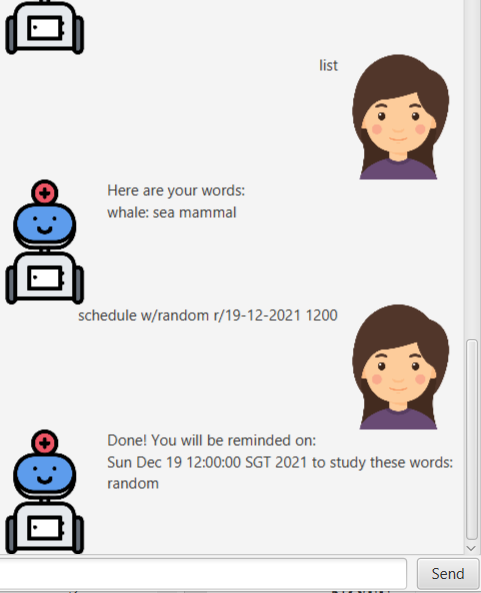 list
Here are your words:
whale: sea mammal
schedule w/random r/19-12-2021 1200
Done! You will be reminded on:
Sun Dec 19 12:00:00 SGT 2021 to study these words:
random
Send